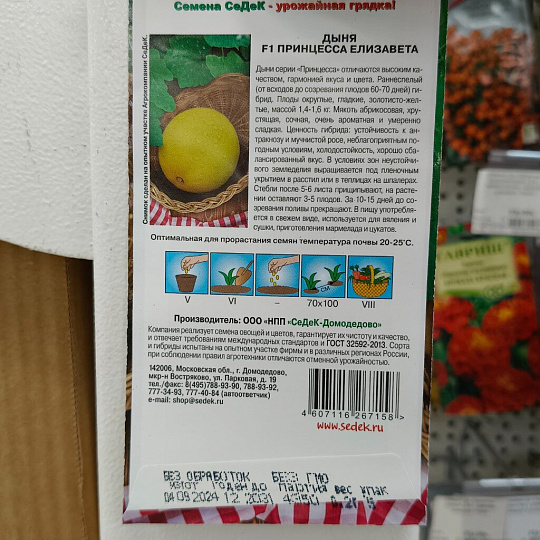 Семена СеДеК - урожайная грядка!
ДЫНЯ
F1 ПРИНЦЕССА ЕЛИЗАВЕТА
Снимок сделан на опытном участке Агрокомпании СеДеК.
Дыни серии «Принцесса» отличаются высоким ка-
чеством, гармонией вкуса и цвета. Раннеспелый
(от всходов до созревания плодов 60-70 дней) ги-
брид. Плоды округлые, гладкие, золотисто-жел-
тые, массой 1,4-1,6 кг. Мякоть абрикосовая, хру-
стящая, сочная, очень ароматная и умеренно
сладкая. Ценность гибрида: устойчивость к ан-
тракнозу и мучнистой росе, неблагоприятным по-
годным условиям, холодостойкость, хорошо сба-
лансированный вкус. В условиях зон неустойчи-
вого земледелия выращивается под пленочным
укрытием в расстил или в теплицах на шпалерах.
Стебли после 5-6 листа прищипывают, на расте-
нии оставляют 3-5 плодов. За 10-15 дней до со-
зревания поливы прекращают. В пищу употребля-
ется в свежем виде, используется для вяления и
сушки, приготовления мармелада и цукатов.
Оптимальная для прорастания семян температура почвы 20-25°С.
СМ
V VI – 70x100 VIII
Производитель: ООО «НПП «СеДеК-Домодедово»
Компания реализует семена овощей и цветов, гарантирует их чистоту и качество,
и отвечает требованиям международных стандартов и ГОСТ 32592-2013. Сорта
и гибриды испытаны на опытном участке фирмы и в различных регионах России,
при соблюдении правил агротехники отличаются отменной урожайностью.
142006, Московская обл., г. Домодедово,
мкр-н Востряково, ул. Парковая, д. 19
тел./факс: 8(495)788-93-90, 788-93-92,
777-34-93, 777-40-84 (автоответчик)
e-mail: shop@sedek.ru
4 607116 267158 >
www.sedek.ru
БЕЗ ОБРАБОТОК БЕЗ ГМО
Изгот Годен до Партия вес упак
04.09.2024 12.2031